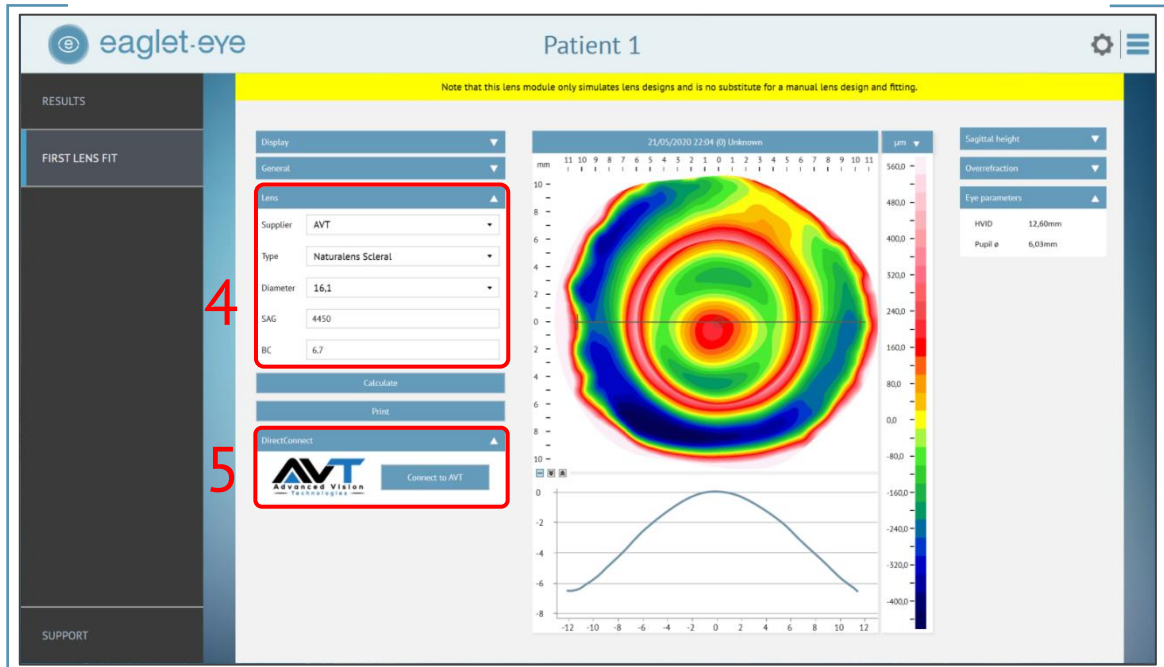 eaglet-eye
Patient 1
RESULTS
FIRST LENS FIT
SUPPORT
Note that this lens module only simulates lens designs and is no substitute for a manual lens design and fitting.
Display
General
4
Lens
Supplier AVT
Type Naturalens Scleral
Diameter 16,1
SAG 4450
BC 6.7
Calculate
Print
5
DirectConnect
AVT
Advanced Vision
Technologies
Connect to AVT
21/05/2020 22:04 (0) Unknown
mm 11 10 9 8 7 6 5 4 3 2 1 0 1 2 3 4 5 6 7 8 9 10 11
10
8
6
4
2
0
2
4
6
8
10
0
-2
-4
-6
-8
-12 -10 -8 -6 -4 -2 0 2 4 6 8 10 12
µm
560,0
480,0
400,0
320,0
240,0
160,0
80,0
0,0
-80,0
-160,0
-240,0
-320,0
-400,0
Sagittal height
Overrefraction
Eye parameters
HVID 12,60mm
Pupil ø 6,03mm